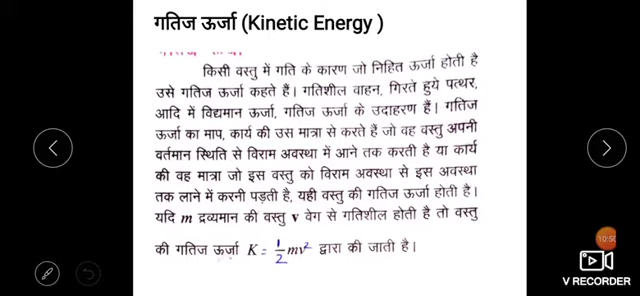 गतिज ऊर्जा (Kinetic Energy )
किसी वस्तु में गति के कारण जो निहित ऊर्जा होती है
उसे गतिज ऊर्जा कहते हैं। गतिशील वाहन, गिरते हुये पत्थर,
आदि में विद्यमान ऊर्जा, गतिज ऊर्जा के उदाहरण हैं। गतिज
ऊर्जा का माप, कार्य की उस मात्रा से करते हैं जो वह वस्तु अपनी
वर्तमान स्थिति से विराम अवस्था में आने तक करती है या कार्य
की वह मात्रा जो इस वस्तु को विराम अवस्था से इस अवस्था
तक लाने में करनी पड़ती है, यही वस्तु की गतिज ऊर्जा होती है।
यदि m द्रव्यमान की वस्तु v वेग से गतिशील होती है तो वस्तु
की गतिज ऊर्जा K = 1/2 mv² द्वारा की जाती है।
10:50
V RECORDER